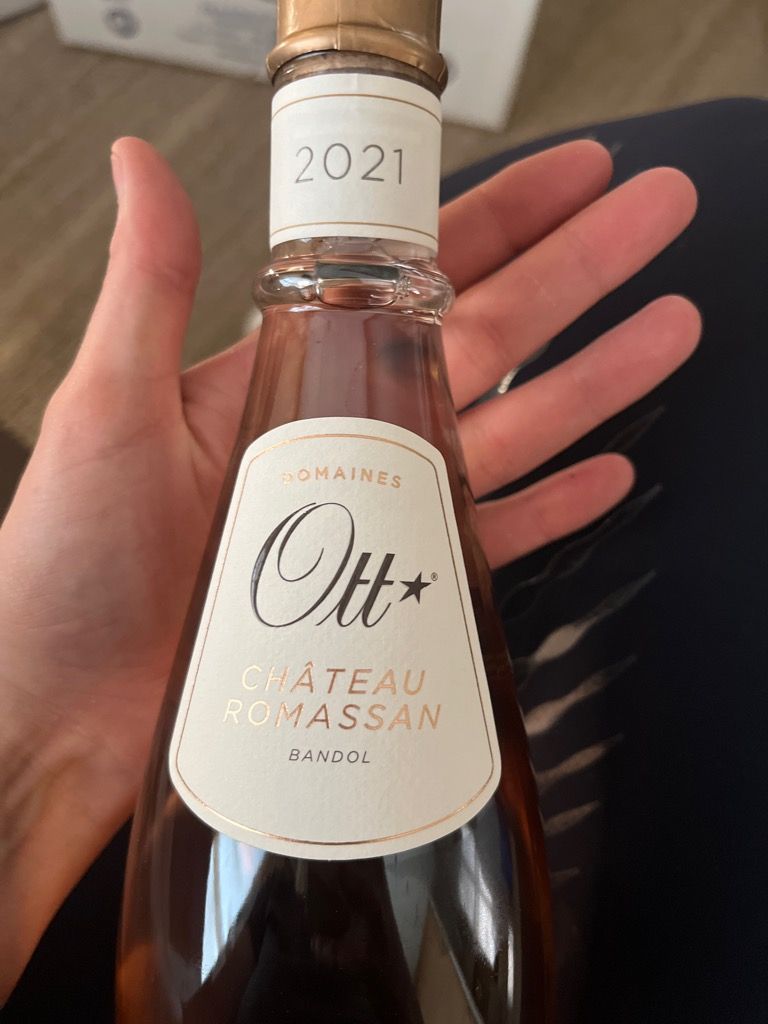 2021
DOMAINES
Ott★®
CHÂTEAU
ROMASSAN
BANDOL